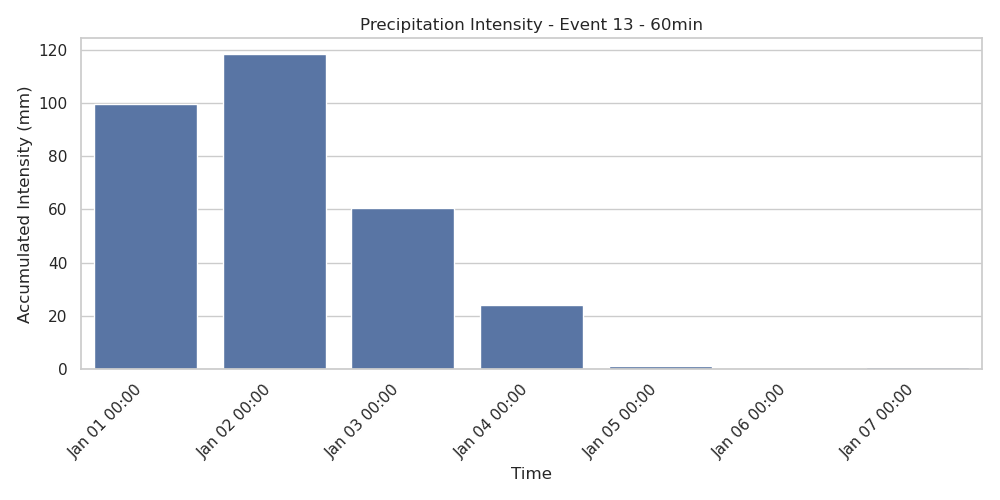 Precipitation Intensity - Event 13 - 60min
Accumulated Intensity (mm)
120
100
80
60
40
20
0
Jan 01 00:00
Jan 02 00:00
Jan 03 00:00
Jan 04 00:00
Jan 05 00:00
Jan 06 00:00
Jan 07 00:00
Time